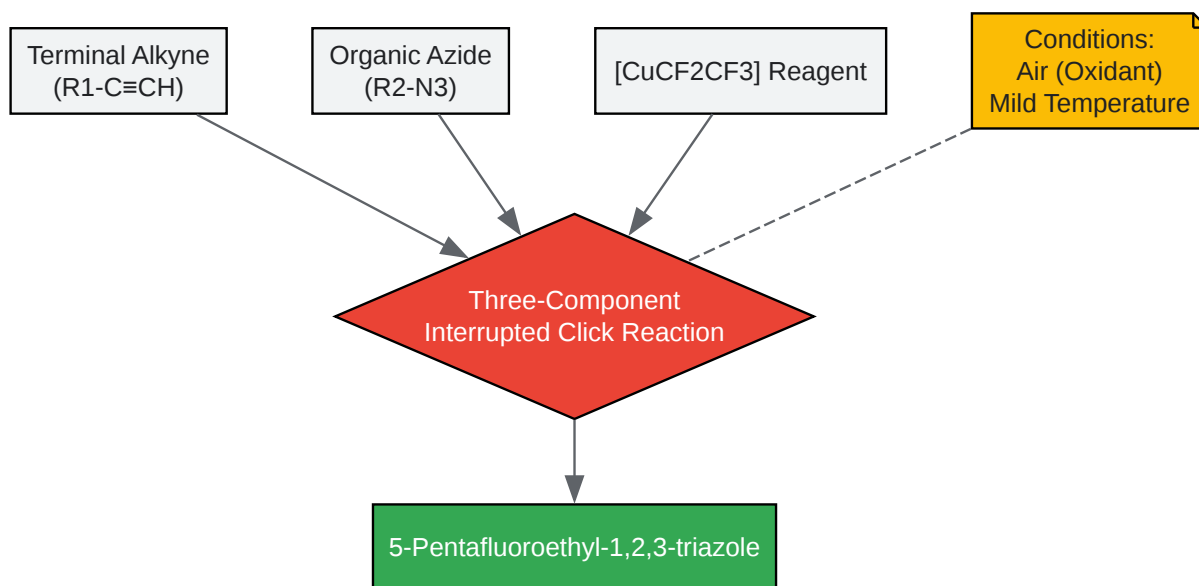 Terminal Alkyne
(R1-C≡CH)
Organic Azide
(R2-N3)
[CuCF2CF3] Reagent
Conditions:
Air (Oxidant)
Mild Temperature
Three-Component
Interrupted Click Reaction
5-Pentafluoroethyl-1,2,3-triazole